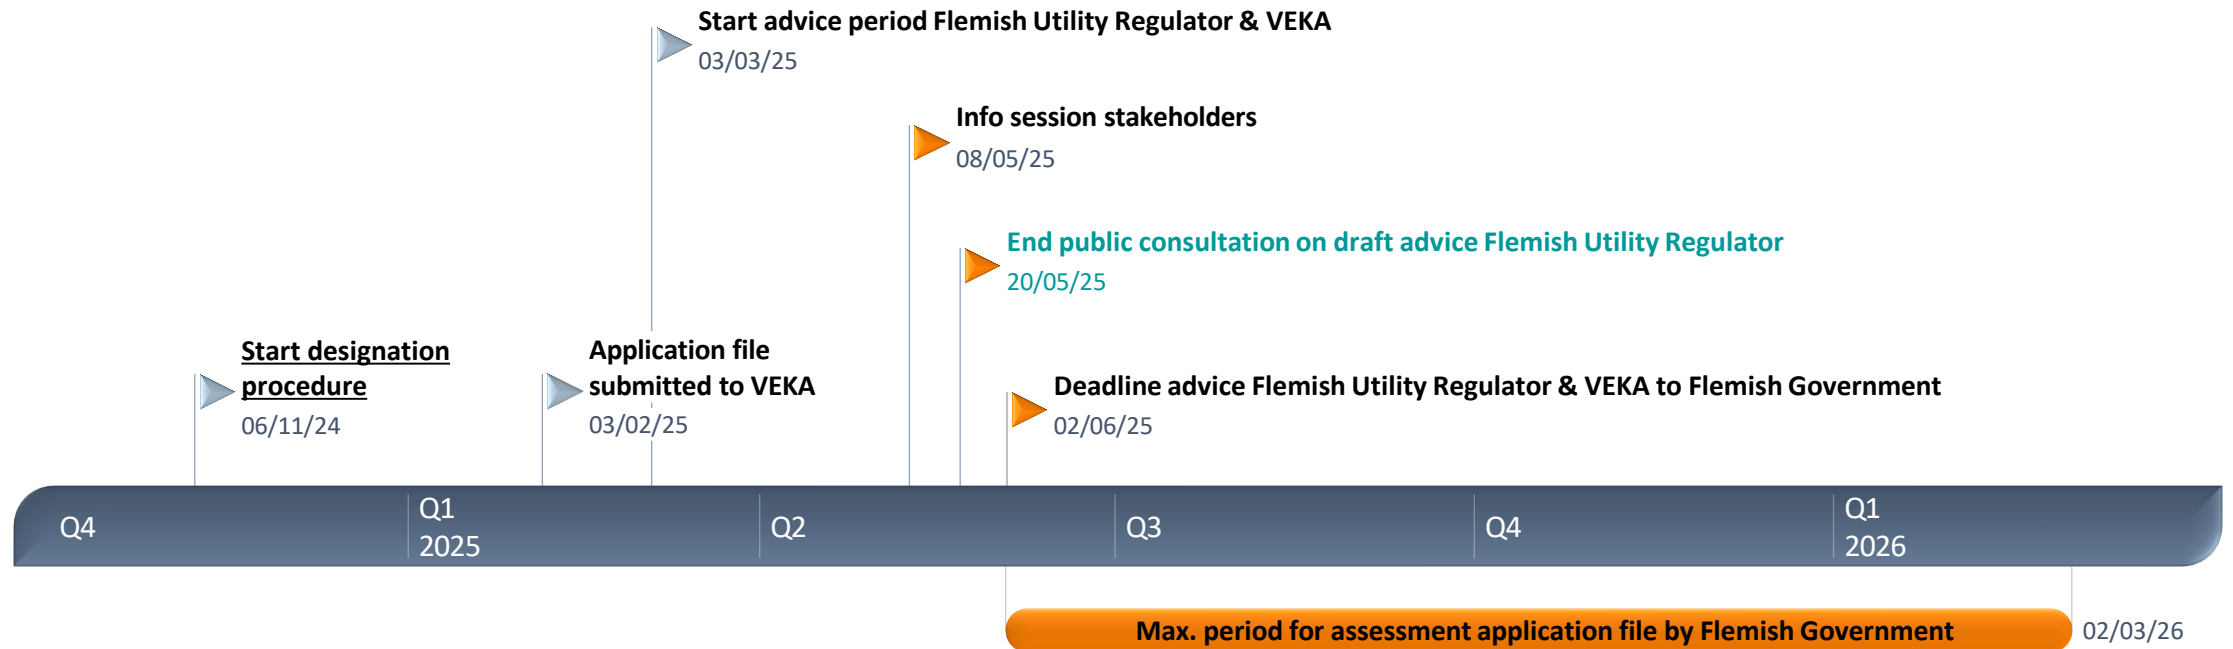 Start advice period Flemish Utility Regulator & VEKA
03/03/25
Info session stakeholders
08/05/25
End public consultation on draft advice Flemish Utility Regulator
20/05/25
Start designation
procedure
06/11/24
Application file
submitted to VEKA
03/02/25
Deadline advice Flemish Utility Regulator & VEKA to Flemish Government
02/06/25
Q4
Q1
2025
Q2
Q3
Q4
Q1
2026
Max. period for assessment application file by Flemish Government
02/03/26